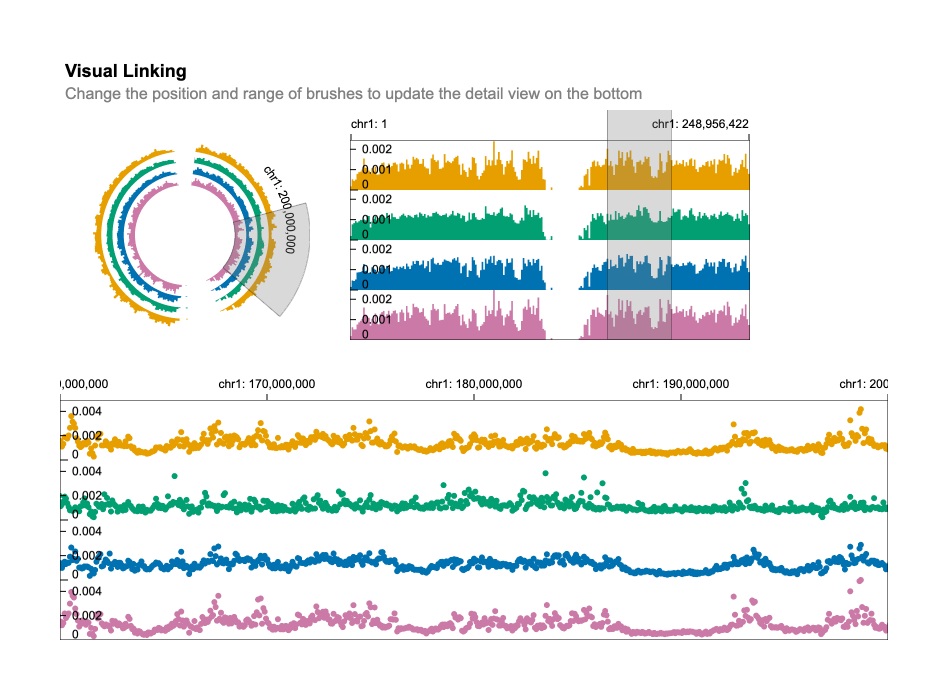 Visual Linking
Change the position and range of brushes to update the detail view on the bottom
chr1: 200,000,000
chr1: 1
chr1: 248,956,422
0.002
0.001
0
0.002
0.001
0
0.002
0.001
0
0.002
0.001
0
0,000,000
chr1: 170,000,000
chr1: 180,000,000
chr1: 190,000,000
chr1: 200
0.004
0.002
0
0.004
0.002
0
0.004
0.002
0
0.004
0.002
0